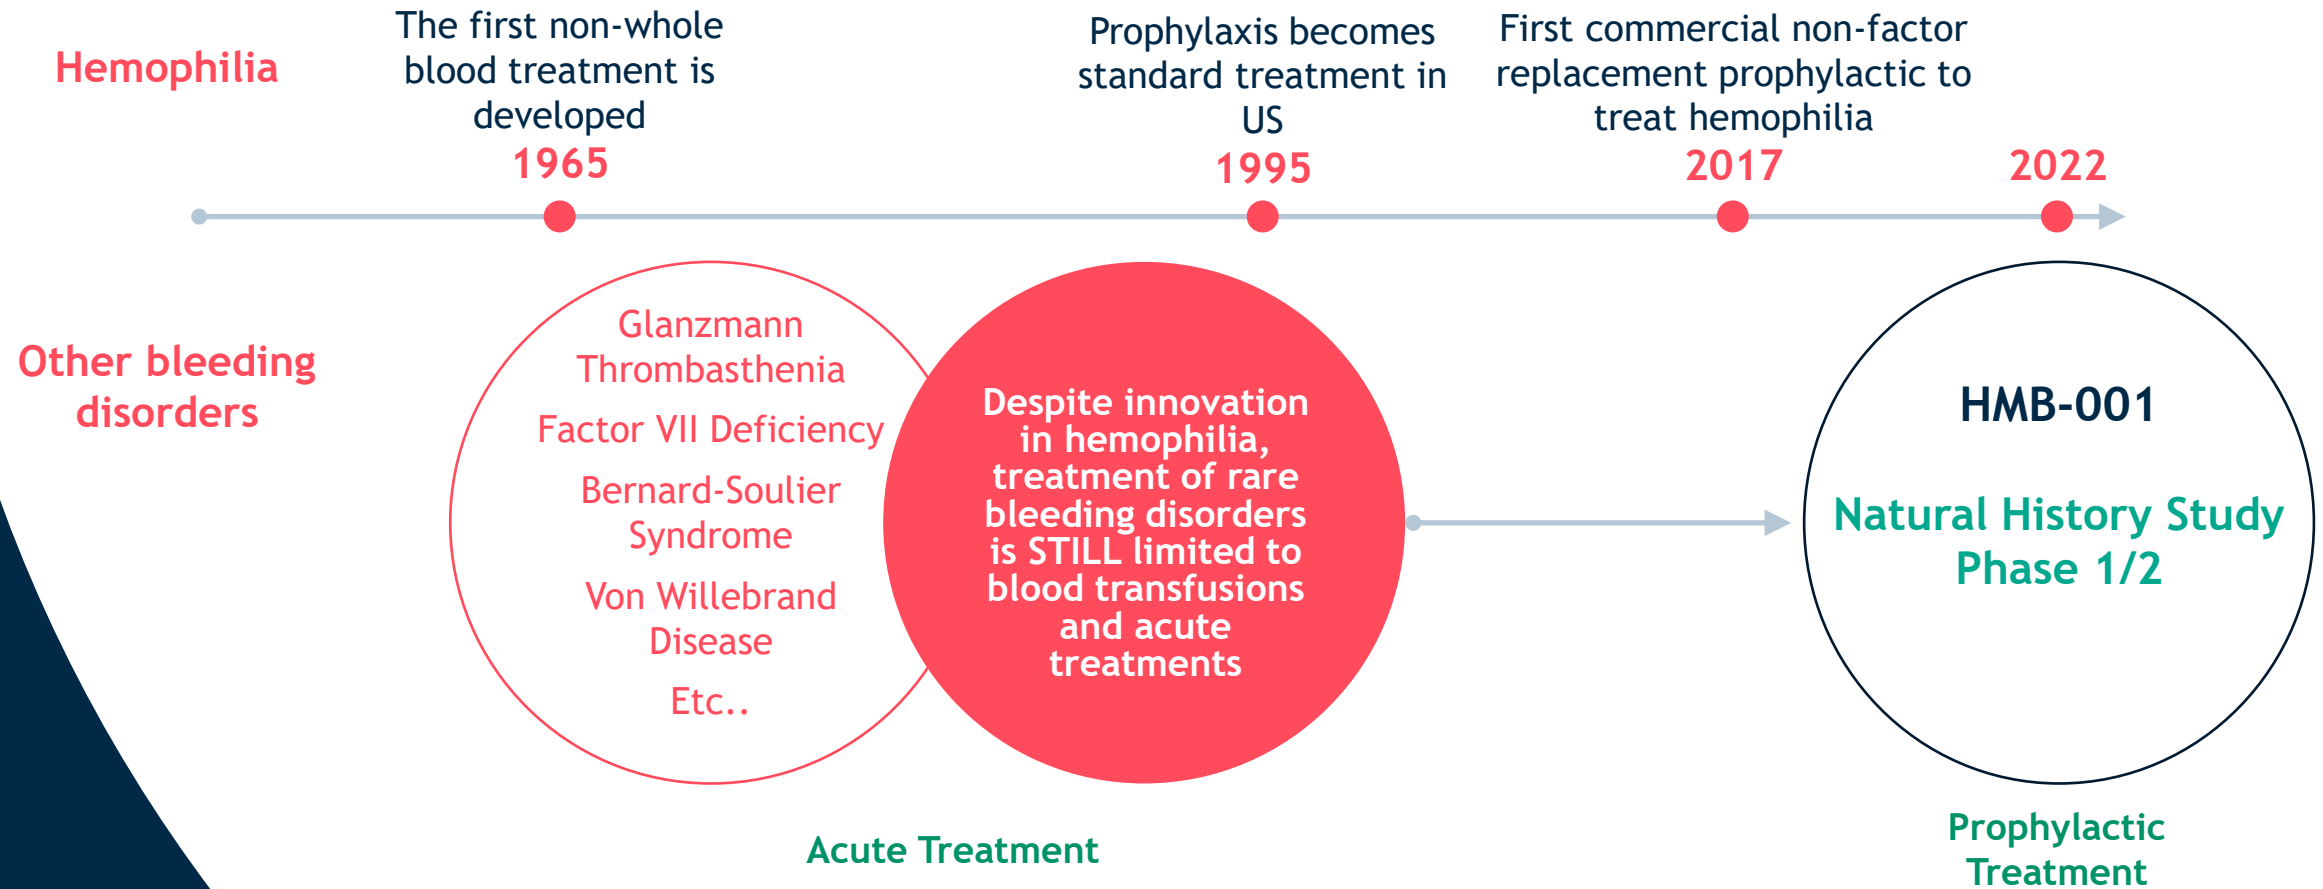 Hemophilia
The first non-whole
blood treatment is
developed
1965
Prophylaxis becomes
standard treatment in
US
1995
First commercial non-factor
replacement prophylactic to
treat hemophilia
2017
2022
Other bleeding
disorders
Glanzmann
Thrombasthenia
Factor VII Deficiency
Bernard-Soulier
Syndrome
Von Willebrand
Disease
Etc..
Despite innovation
in hemophilia,
treatment of rare
bleeding disorders
is STILL limited to
blood transfusions
and acute
treatments
HMB-001
Natural History Study
Phase 1/2
Acute Treatment
Prophylactic
Treatment